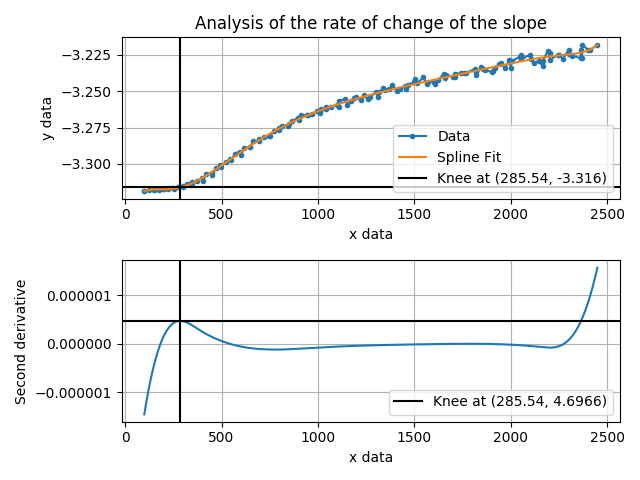 Analysis of the rate of change of the slope
−3.225
−3.250
−3.275
−3.300
y data
Data
Spline Fit
Knee at (285.54, -3.316)
0 500 1000 1500 2000 2500
x data
0.000001
0.000000
−0.000001
Second derivative
Knee at (285.54, 4.6966)
0 500 1000 1500 2000 2500
x data